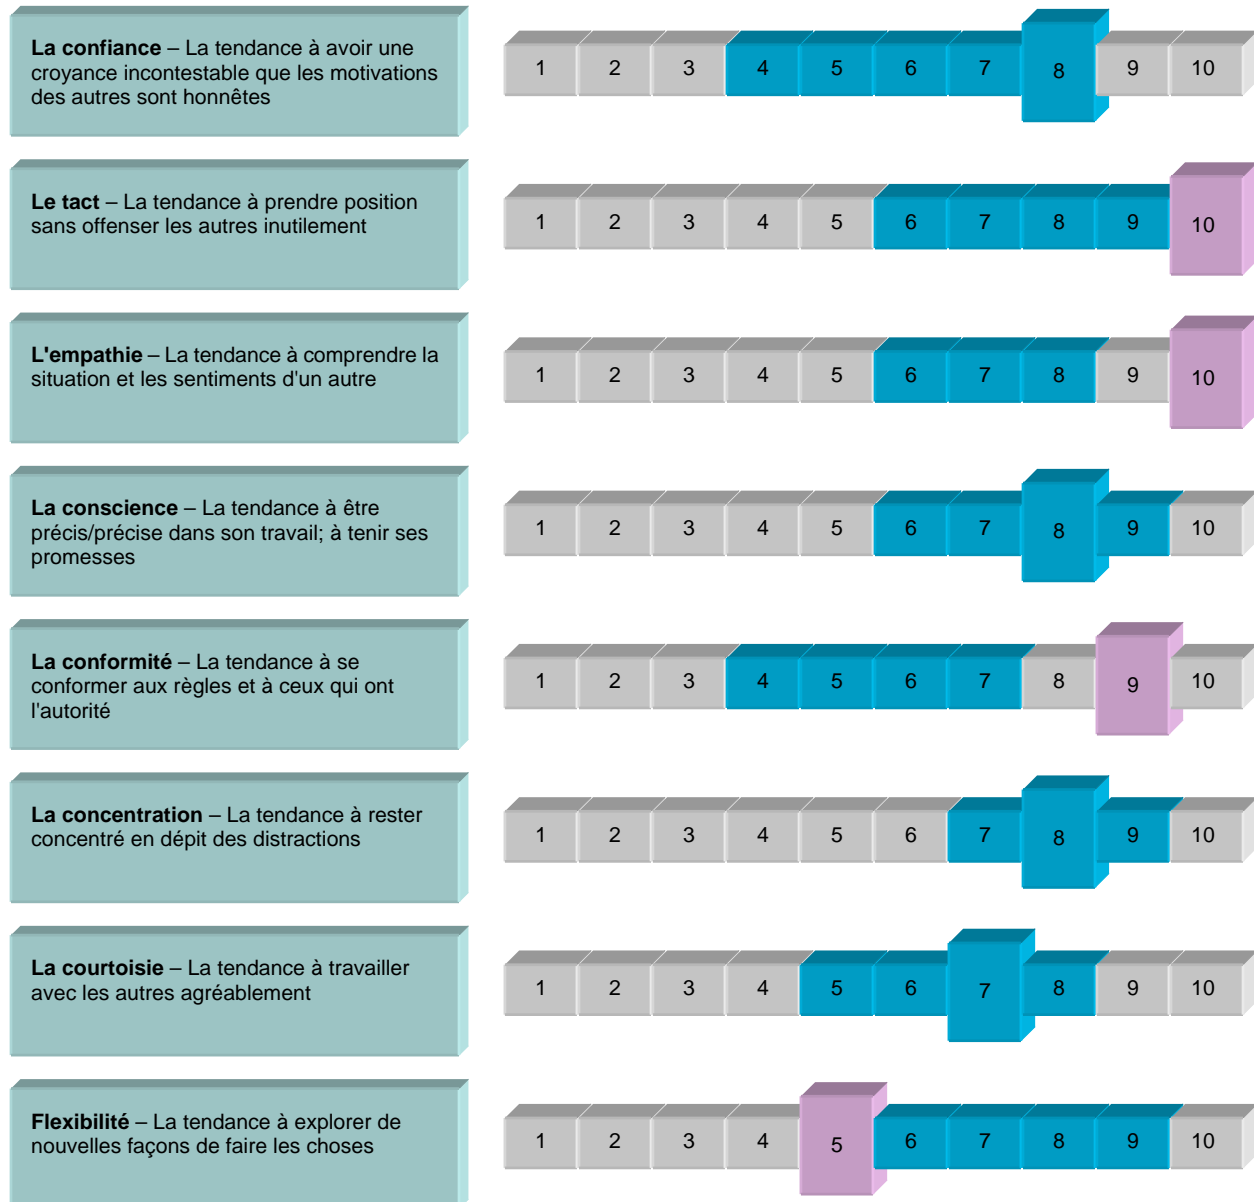 La confiance – La tendance à avoir une
croyance incontestable que les motivations
des autres sont honnêtes
1 2 3 4 5 6 7 8 9 10
Le tact – La tendance à prendre position
sans offenser les autres inutilement
1 2 3 4 5 6 7 8 9 10
L'empathie – La tendance à comprendre la
situation et les sentiments d'un autre
1 2 3 4 5 6 7 8 9 10
La conscience – La tendance à être
précis/précise dans son travail; à tenir ses
promesses
1 2 3 4 5 6 7 8 9 10
La conformité – La tendance à se
conformer aux règles et à ceux qui ont
l'autorité
1 2 3 4 5 6 7 8 9 10
La concentration – La tendance à rester
concentré en dépit des distractions
1 2 3 4 5 6 7 8 9 10
La courtoisie – La tendance à travailler
avec les autres agréablement
1 2 3 4 5 6 7 8 9 10
Flexibilité – La tendance à explorer de
nouvelles façons de faire les choses
1 2 3 4 5 6 7 8 9 10